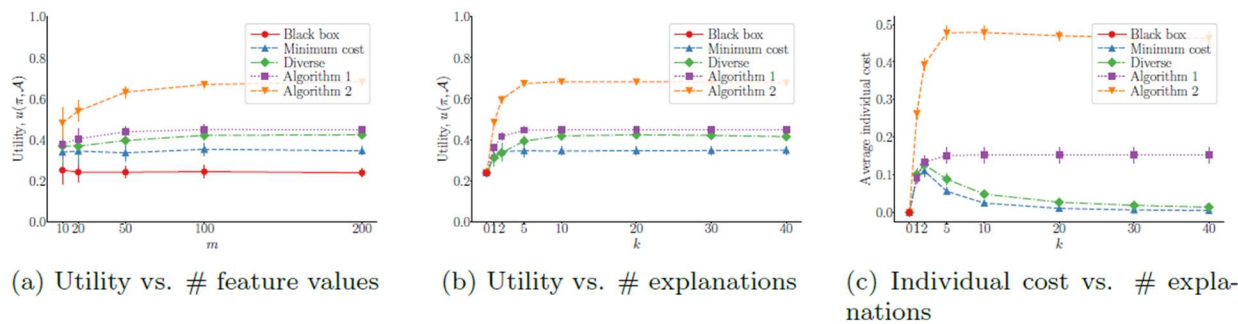 1.0
0.8
0.6
0.4
0.2
0.0
Utility, u(π, A)
Black box
Minimum cost
Diverse
Algorithm 1
Algorithm 2
10 20 50 100 200
m
(a) Utility vs. # feature values
1.0
0.8
0.6
0.4
0.2
0.0
Utility, u(π, A)
Black box
Minimum cost
Diverse
Algorithm 1
Algorithm 2
0 1 2 5 10 20 30 40
k
(b) Utility vs. # explanations
0.5
0.4
0.3
0.2
0.1
0.0
Average individual cost
Black box
Minimum cost
Diverse
Algorithm 1
Algorithm 2
0 1 2 5 10 20 30 40
k
(c) Individual cost vs. # expla-
nations